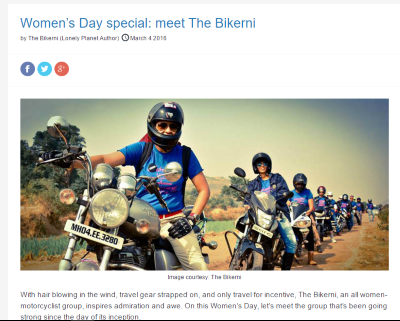 Women's Day special: meet The Bikerni
by The Bikerni (Lonely Planet Author) March 4 2016
f
g+
MH04.EE.3280
Image courtesy: The Bikerni
With hair blowing in the wind, travel gear strapped on, and only travel for incentive, The Bikerni, an all women-
motorcyclist group, inspires admiration and awe. On this Women's Day, let's meet the group that's been going
strong since the day of its inception.